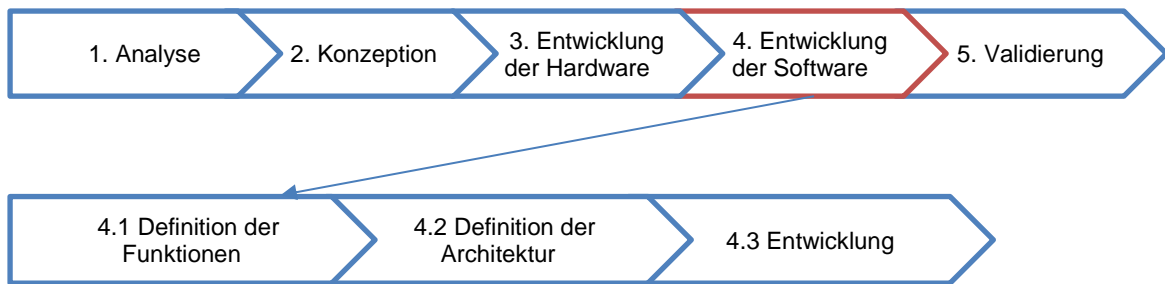 1. Analyse
2. Konzeption
3. Entwicklung
der Hardware
4. Entwicklung
der Software
5. Validierung
4.1 Definition der
Funktionen
4.2 Definition der
Architektur
4.3 Entwicklung